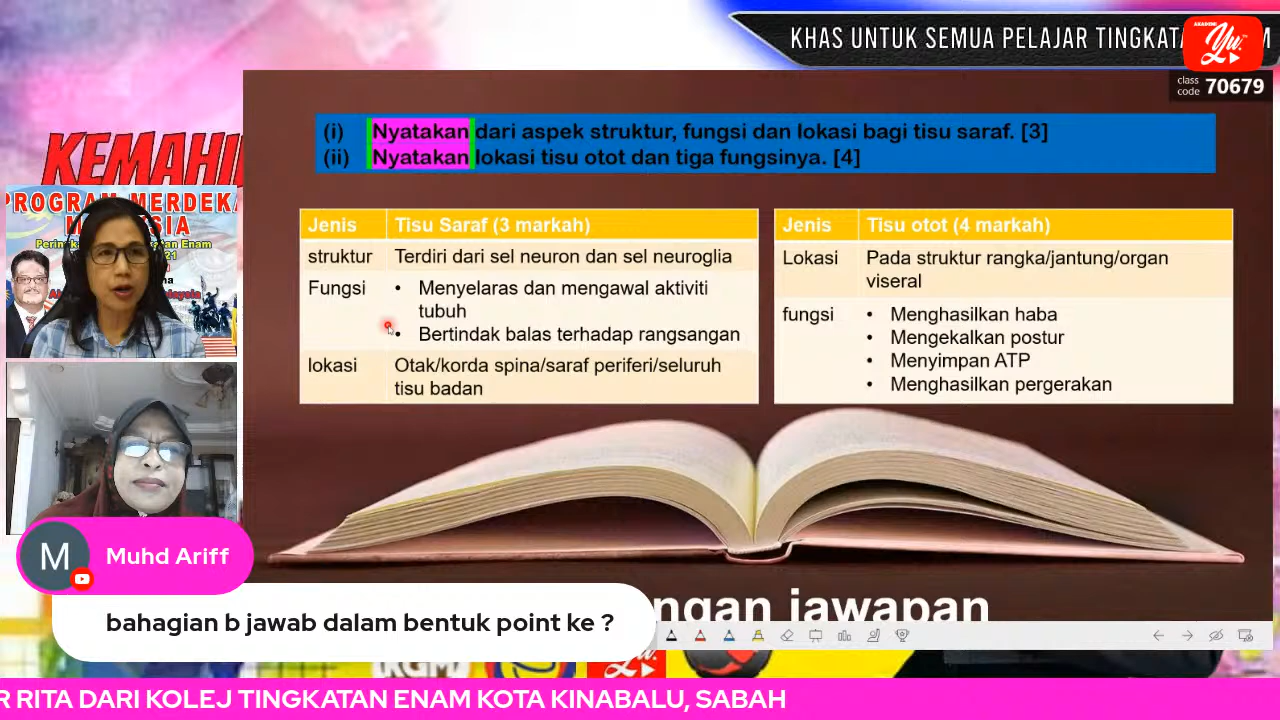 KHAS UNTUK SEMUA PELAJAR TINGKATA
AKADEMI
Yu.
class code 70679
KEMAHI
(i) Nyatakan dari aspek struktur, fungsi dan lokasi bagi tisu saraf. [3]
(ii) Nyatakan lokasi tisu otot dan tiga fungsinya. [4]
PROGRAM MERDEKA
Jenis Tisu Saraf (3 markah)
struktur Terdiri dari sel neuron dan sel neuroglia
Fungsi • Menyelaras dan mengawal aktiviti
tubuh
• Bertindak balas terhadap rangsangan
lokasi Otak/korda spina/saraf periferi/seluruh
tisu badan
Jenis Tisu otot (4 markah)
Lokasi Pada struktur rangka/jantung/organ
viseral
fungsi • Menghasilkan haba
• Mengekalkan postur
• Menyimpan ATP
• Menghasilkan pergerakan
M
Muhd Ariff
bahagian b jawab dalam bentuk point ke ?
ngan jawapan
R RITA DARI KOLEJ TINGKATAN ENAM KOTA KINABALU, SABAH